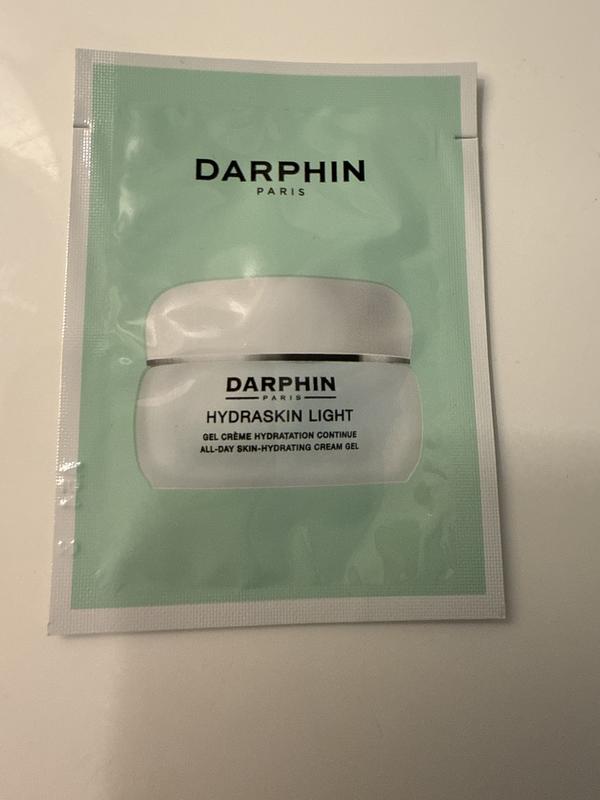 DARPHIN
PARIS
DARPHIN
PARIS
HYDRASKIN LIGHT
GEL CRÈME HYDRATATION CONTINUE
ALL-DAY SKIN-HYDRATING CREAM GEL